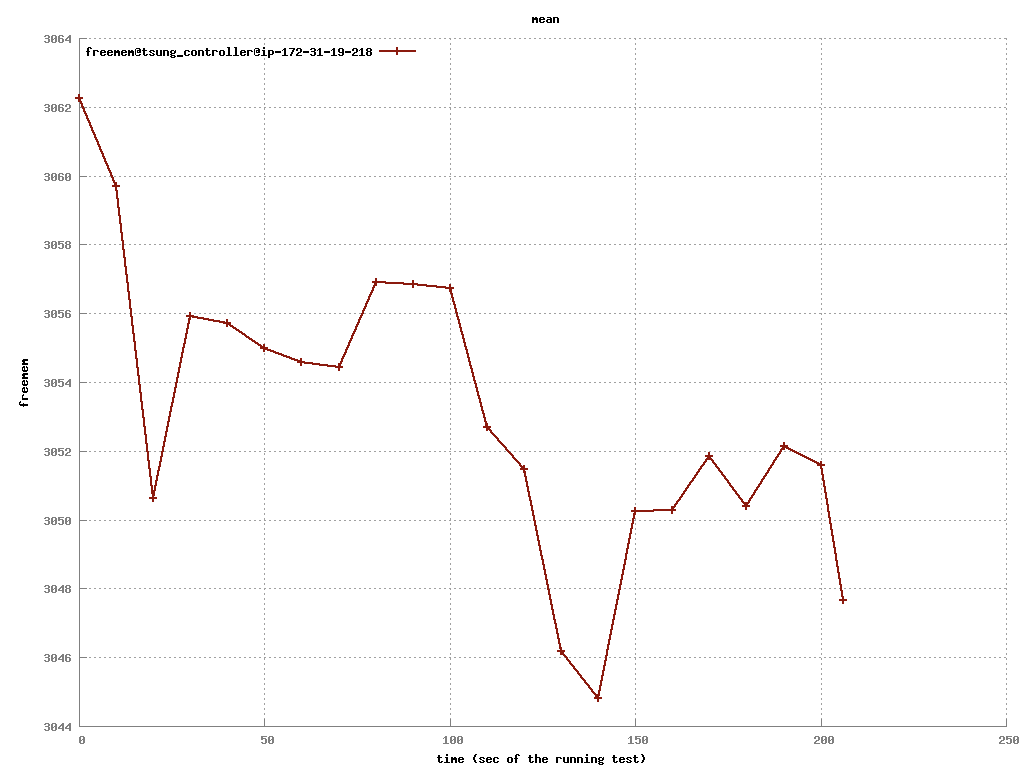 mean
freemem@tsung_controller@ip-172-31-19-218
3064
3062
3060
3058
3056
3054
3052
3050
3048
3046
3044
freemem
0 50 100 150 200 250
time (sec of the running test)